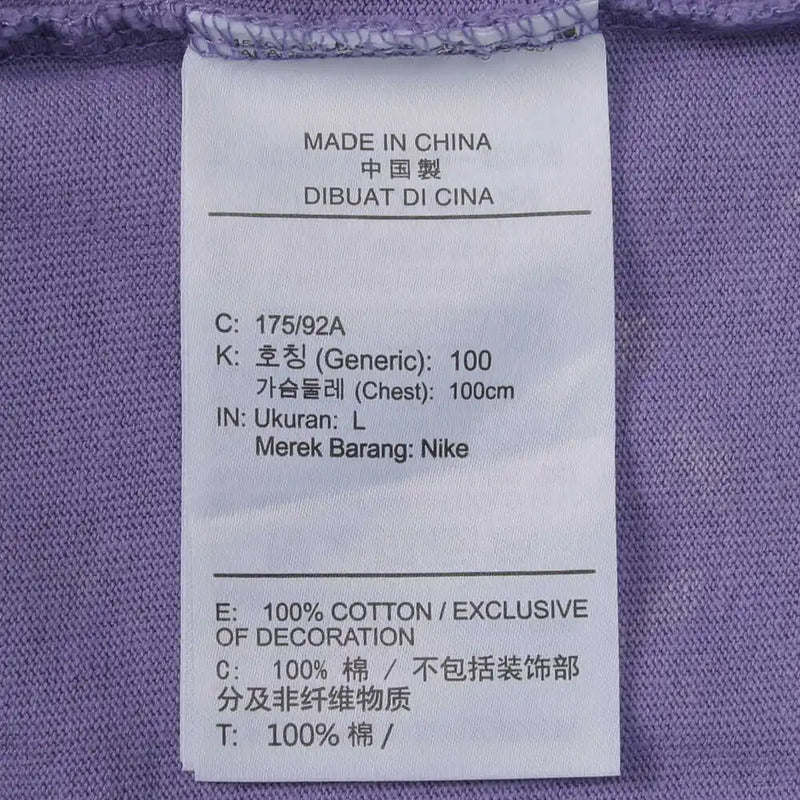 MADE IN CHINA
中国製
DIBUAT DI CINA
C: 175/92A
K: 호칭 (Generic): 100
가슴둘레 (Chest): 100cm
IN: Ukuran: L
Merek Barang: Nike
E: 100% COTTON / EXCLUSIVE
OF DECORATION
C: 100% 棉 / 不包括装饰部
分及非纤维物质
T: 100% 棉 /